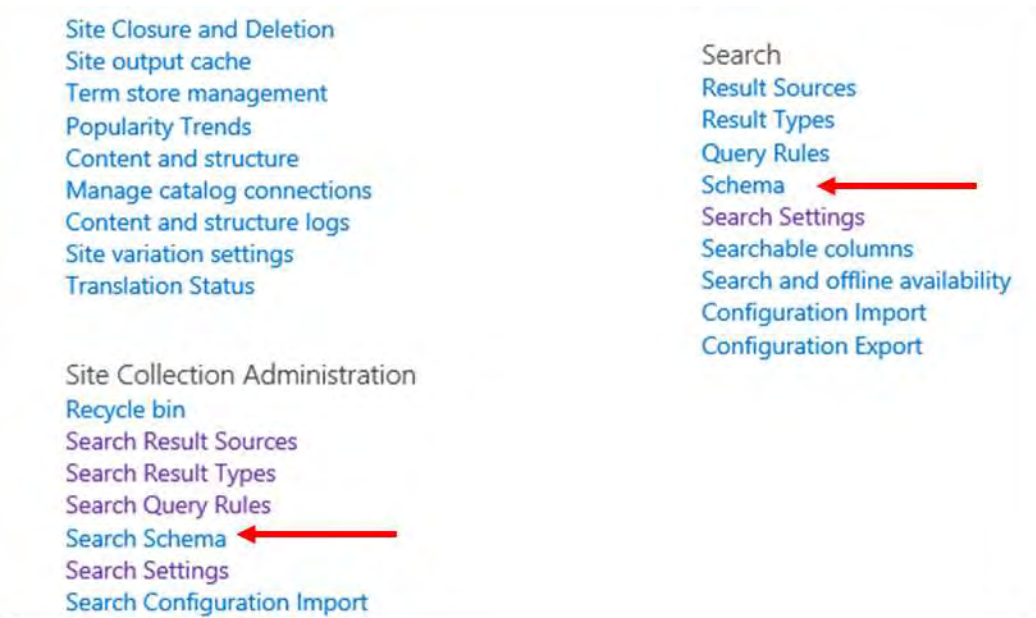 Site Closure and Deletion
Site output cache
Term store management
Popularity Trends
Content and structure
Manage catalog connections
Content and structure logs
Site variation settings
Translation Status
Site Collection Administration
Recycle bin
Search Result Sources
Search Result Types
Search Query Rules
Search Schema
Search Settings
Search Configuration Import
Search
Result Sources
Result Types
Query Rules
Schema
Search Settings
Searchable columns
Search and offline availability
Configuration Import
Configuration Export